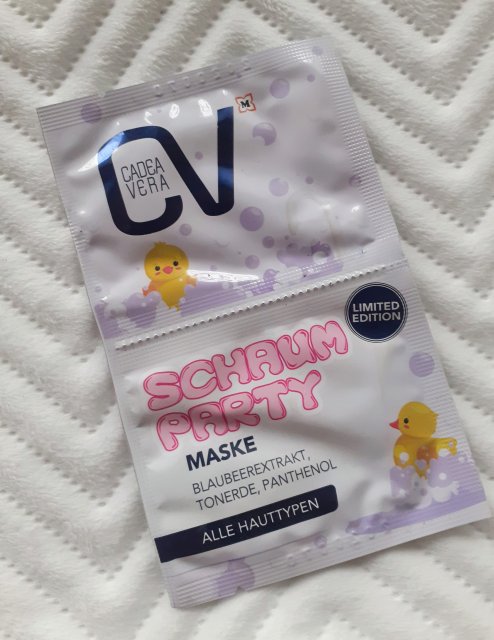 CV
CADEA
VERA
M
LIMITED
EDITION
SCHAUM
PARTY
MASKE
BLAUBEEREXTRAKT,
TONERDE, PANTHENOL
ALLE HAUTTYPEN